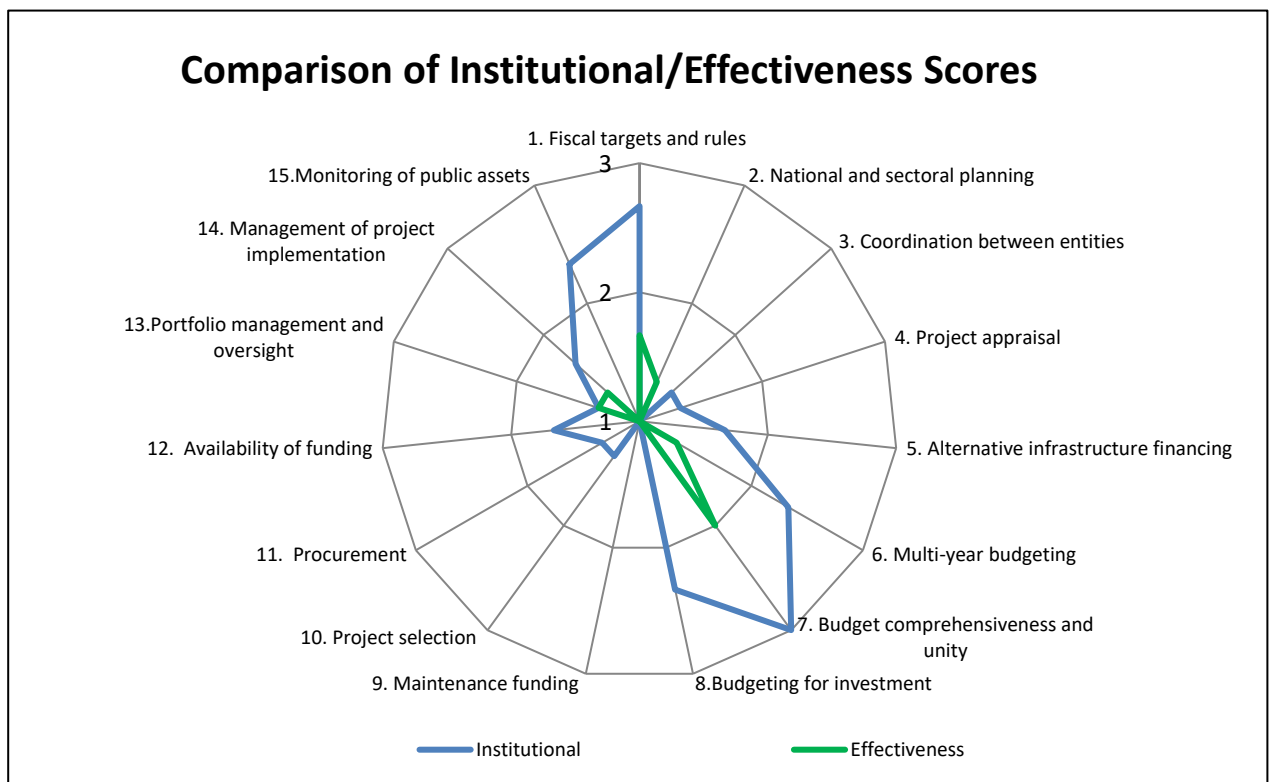 Comparison of Institutional/Effectiveness Scores
1. Fiscal targets and rules
2. National and sectoral planning
3. Coordination between entities
4. Project appraisal
5. Alternative infrastructure financing
6. Multi-year budgeting
7. Budget comprehensiveness and
unity
8.Budgeting for investment
9. Maintenance funding
10. Project selection
11.  Procurement
12.  Availability of funding
13.Portfolio management and
oversight
14. Management of project
implementation
15.Monitoring of public assets
3
2
1
Institutional
Effectiveness